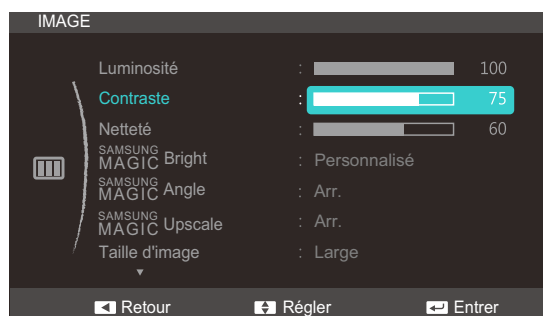 IMAGE
Luminosité : 100
Contraste : 75
Netteté : 60
SAMSUNG MAGIC Bright : Personnalisé
SAMSUNG MAGIC Angle : Arr.
SAMSUNG MAGIC Upscale : Arr.
Taille d'image : Large
Retour Régler Entrer